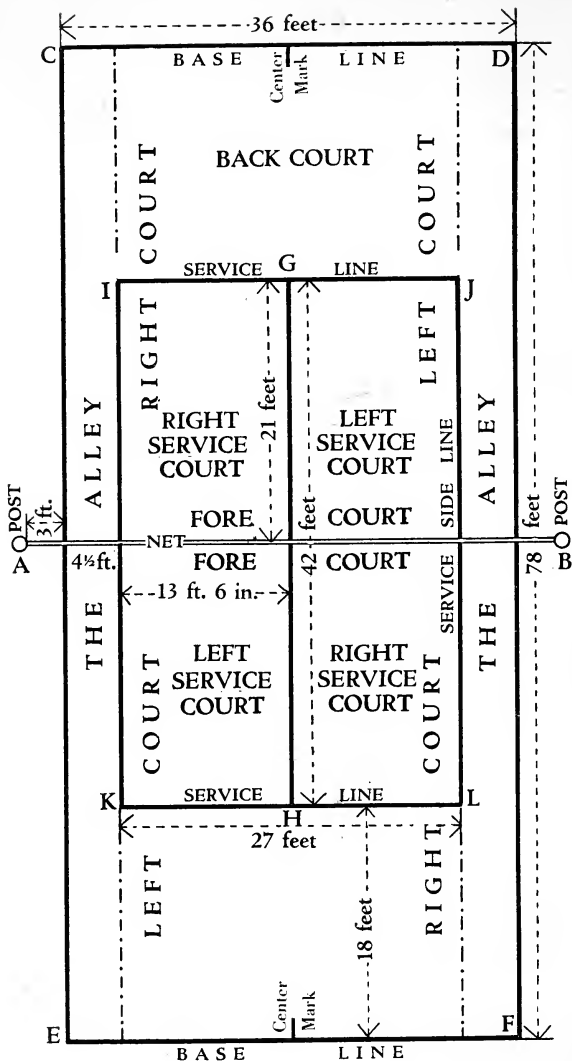 36 feet
C
BASE
Center
Mark
LINE
D
BACK COURT
RIGHT COURT
LEFT COURT
SERVICE
G
LINE
I
J
RIGHT
SERVICE
COURT
21 feet
LEFT
SERVICE
COURT
THE ALLEY
THE ALLEY
SERVICE SIDE LINE
FORE
COURT
POST
3 ft.
A
NET
POST
B
4½ ft.
FORE
COURT
42 feet
78 feet
13 ft. 6 in.
LEFT
SERVICE
COURT
RIGHT
SERVICE
COURT
LEFT COURT
RIGHT COURT
K
SERVICE
H
LINE
L
27 feet
18 feet
Center
Mark
E
BASE
LINE
F